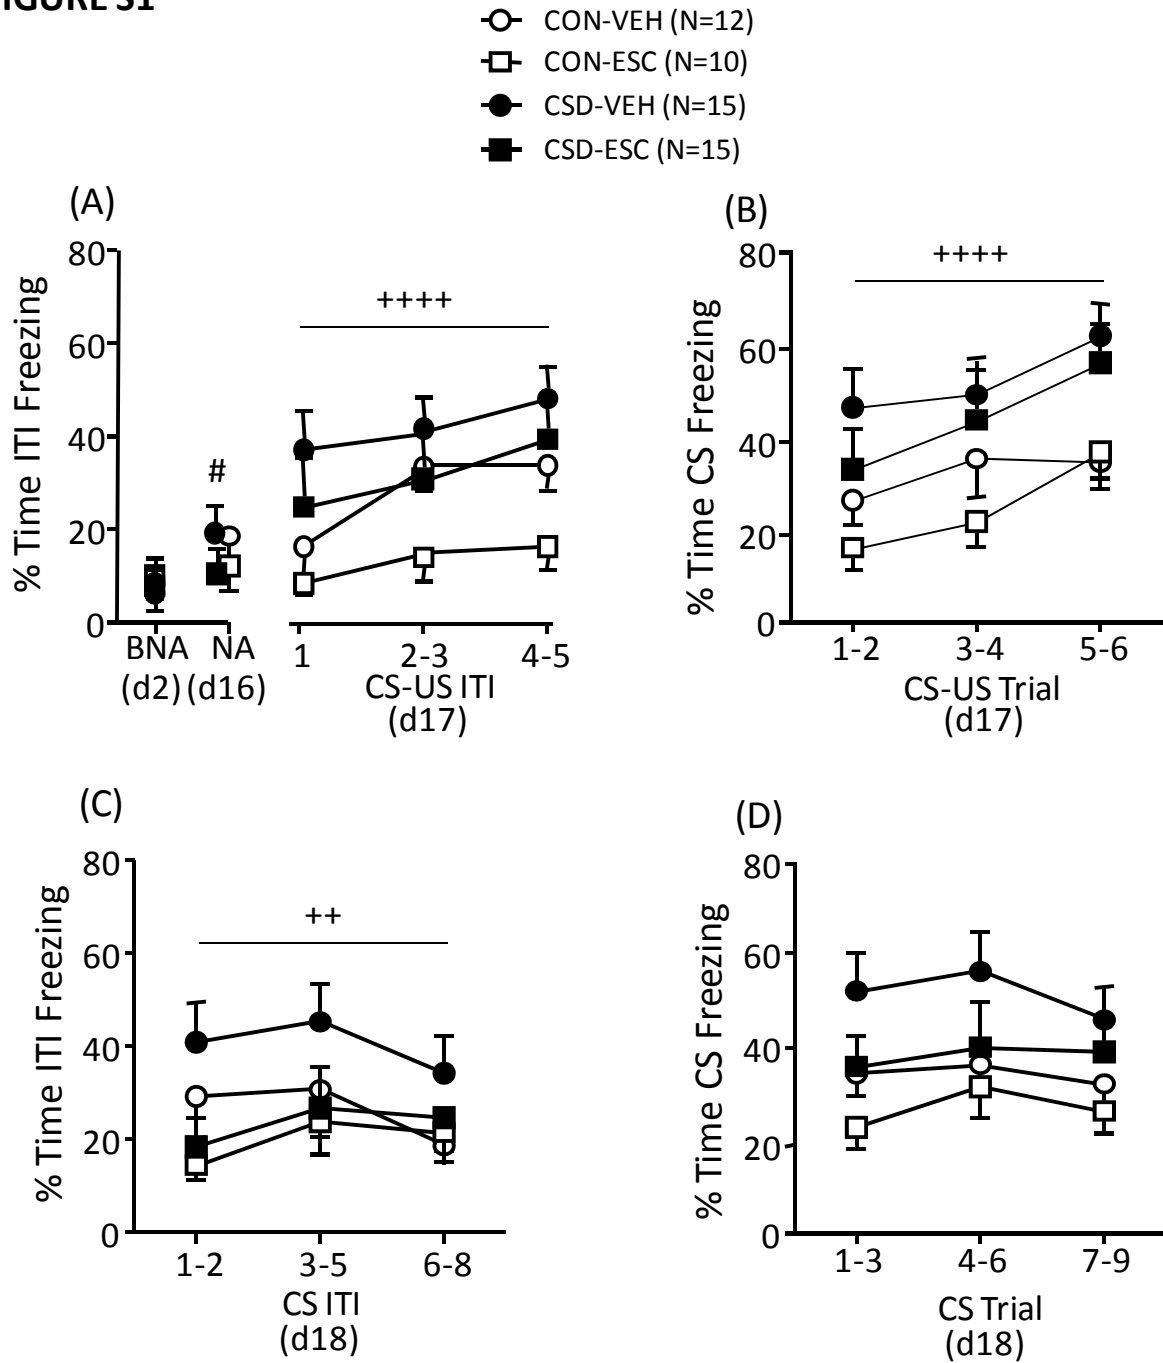 FIGURE S1
CON-VEH (N=12)
CON-ESC (N=10)
CSD-VEH (N=15)
CSD-ESC (N=15)
(A)
% Time ITI Freezing
80
60
40
20
0
#
++++
BNA
(d2)
NA
(d16)
1
2-3
4-5
CS-US ITI
(d17)
(B)
% Time CS Freezing
80
60
40
20
0
++++
1-2
3-4
5-6
CS-US Trial
(d17)
(C)
% Time ITI Freezing
80
60
40
20
0
++
1-2
3-5
6-8
CS ITI
(d18)
(D)
% Time CS Freezing
80
60
40
20
0
1-3
4-6
7-9
CS Trial
(d18)